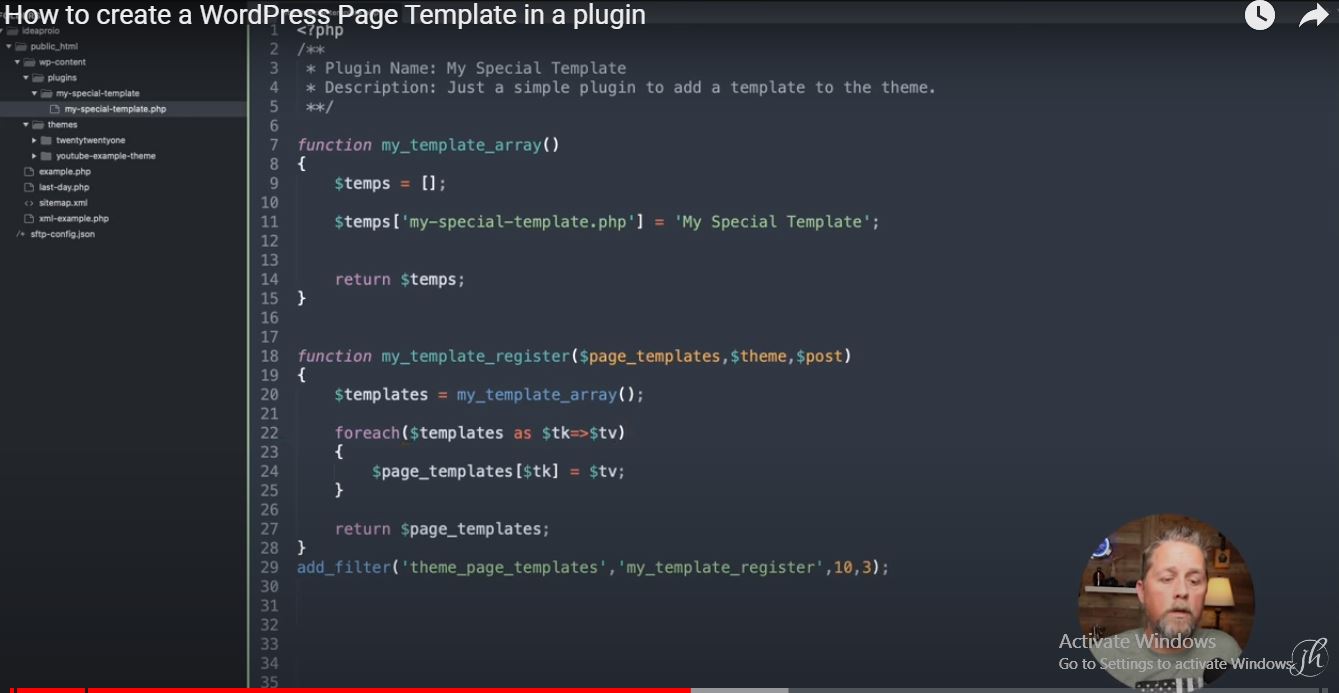 How to create a WordPress Page Template in a plugin
ideaproio
public_html
wp-content
plugins
my-special-template
my-special-template.php
themes
twentytwentyone
youtube-example-theme
example.php
last-day.php
<> sitemap.xml
xml-example.php
/* sftp-config.json
1 <?php
2 /**
3 * Plugin Name: My Special Template
4 * Description: Just a simple plugin to add a template to the theme.
5 **/
6
7 function my_template_array()
8 {
9 $temps = [];
10
11 $temps['my-special-template.php'] = 'My Special Template';
12
13
14 return $temps;
15 }
16
17
18 function my_template_register($page_templates,$theme,$post)
19 {
20 $templates = my_template_array();
21
22 foreach($templates as $tk=>$tv)
23 {
24 $page_templates[$tk] = $tv;
25 }
26
27 return $page_templates;
28 }
29 add_filter('theme_page_templates','my_template_register',10,3);
30
31
32
33
34
35
Activate Windows
Go to Settings to activate Windows.
jh